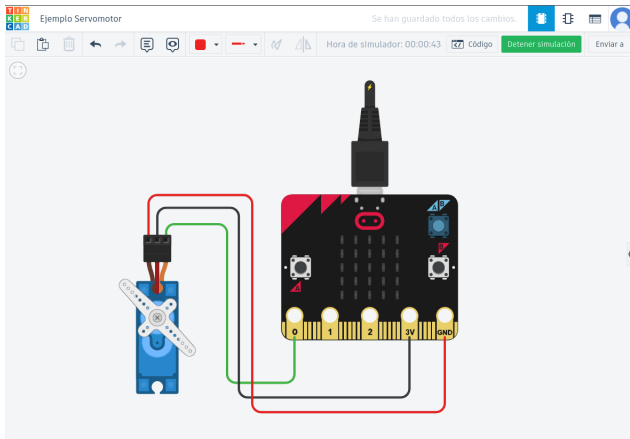 TIN
KER
CAD
Ejemplo Servomotor
Se han guardado todos los cambios.
Hora de simulador: 00:00:43
Código
Detener simulación
Enviar a
A B
B
A
0 1 2 3V GND